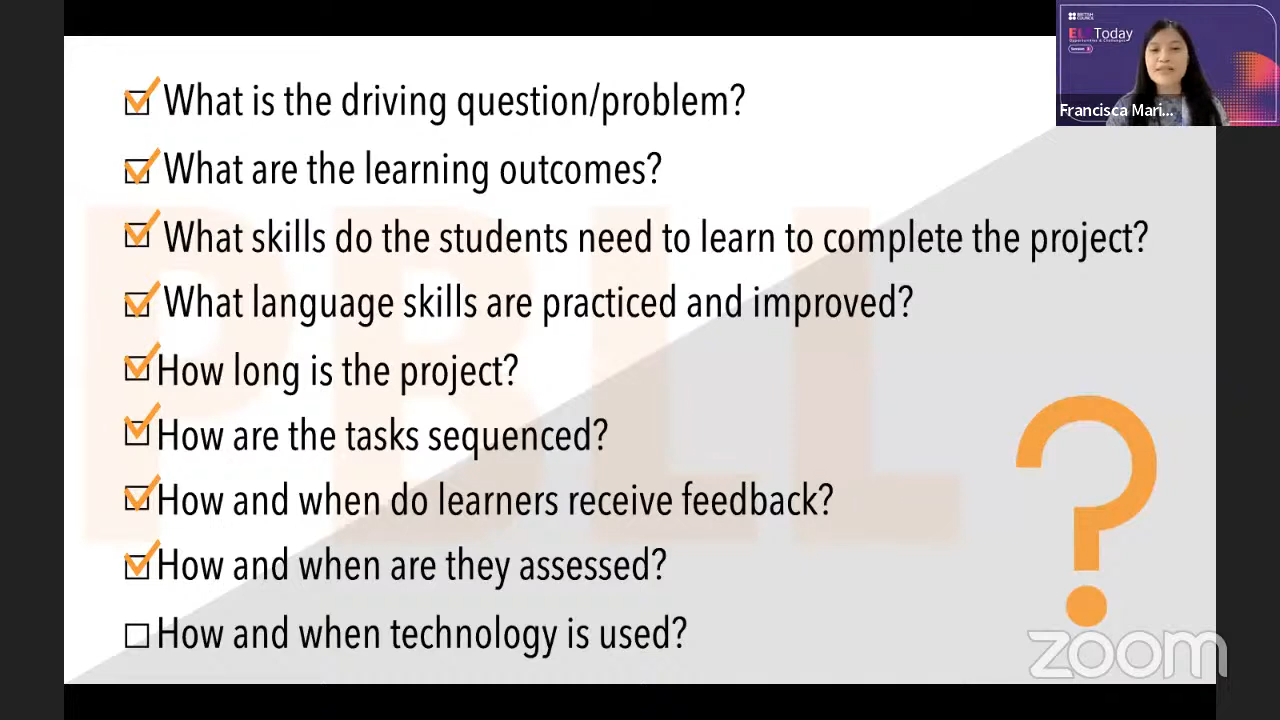 BRITISH
COUNCIL
Today
Francisca Mari...
What is the driving question/problem?
What are the learning outcomes?
What skills do the students need to learn to complete the project?
What language skills are practiced and improved?
How long is the project?
How are the tasks sequenced?
How and when do learners receive feedback?
How and when are they assessed?
How and when technology is used?
PBLL
?
zoom